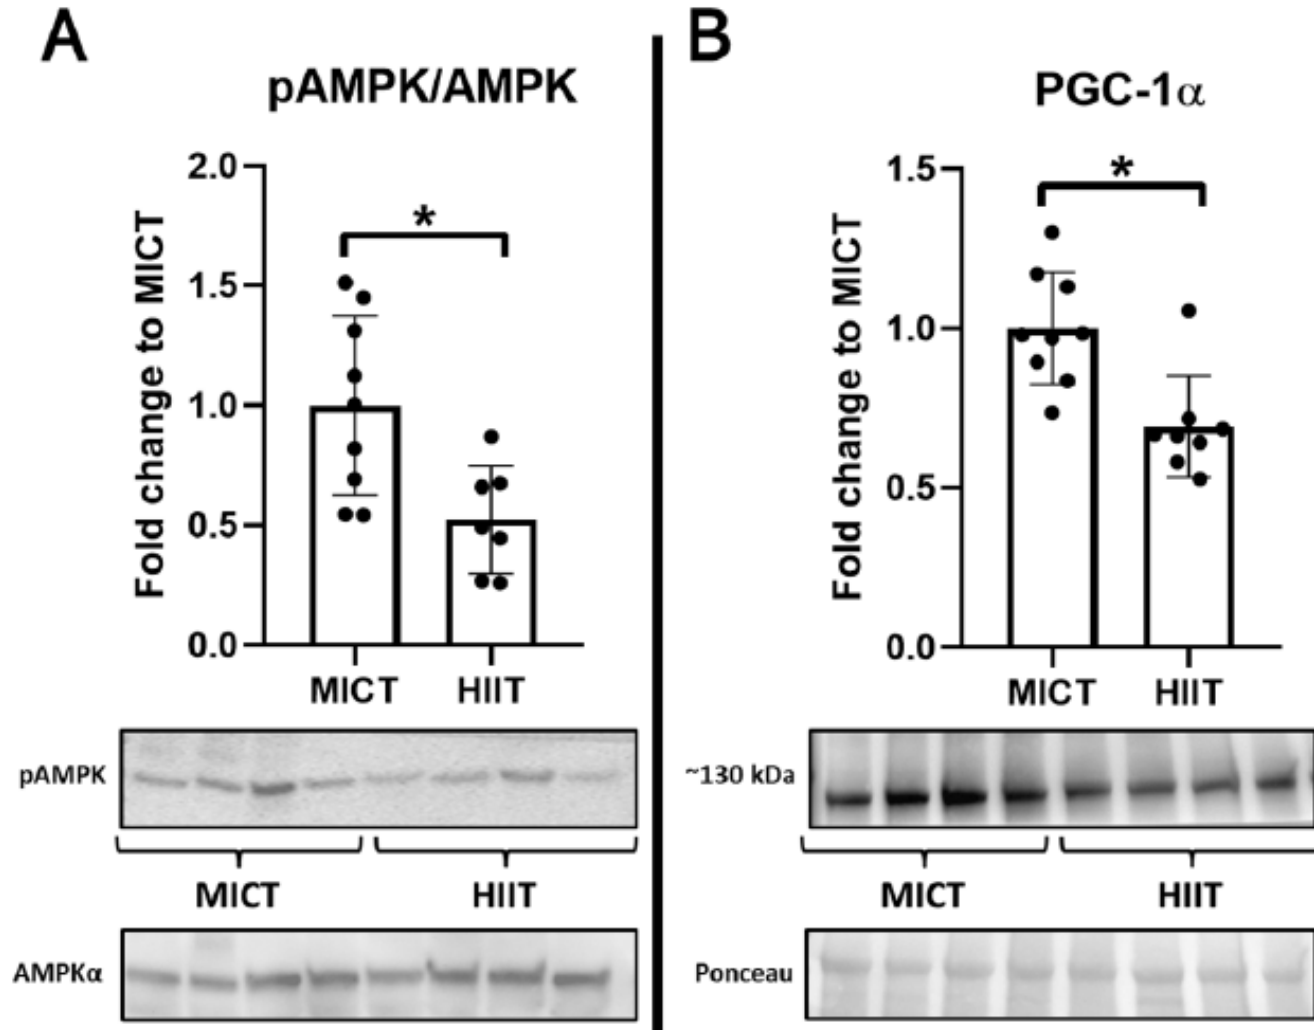 A
pAMPK/AMPK
Fold change to MICT
2.0
1.5
1.0
0.5
0.0
*
MICT HIIT
pAMPK
MICT HIIT
AMPKα
B
PGC-1α
Fold change to MICT
1.5
1.0
0.5
0.0
*
MICT HIIT
~130 kDa
MICT HIIT
Ponceau